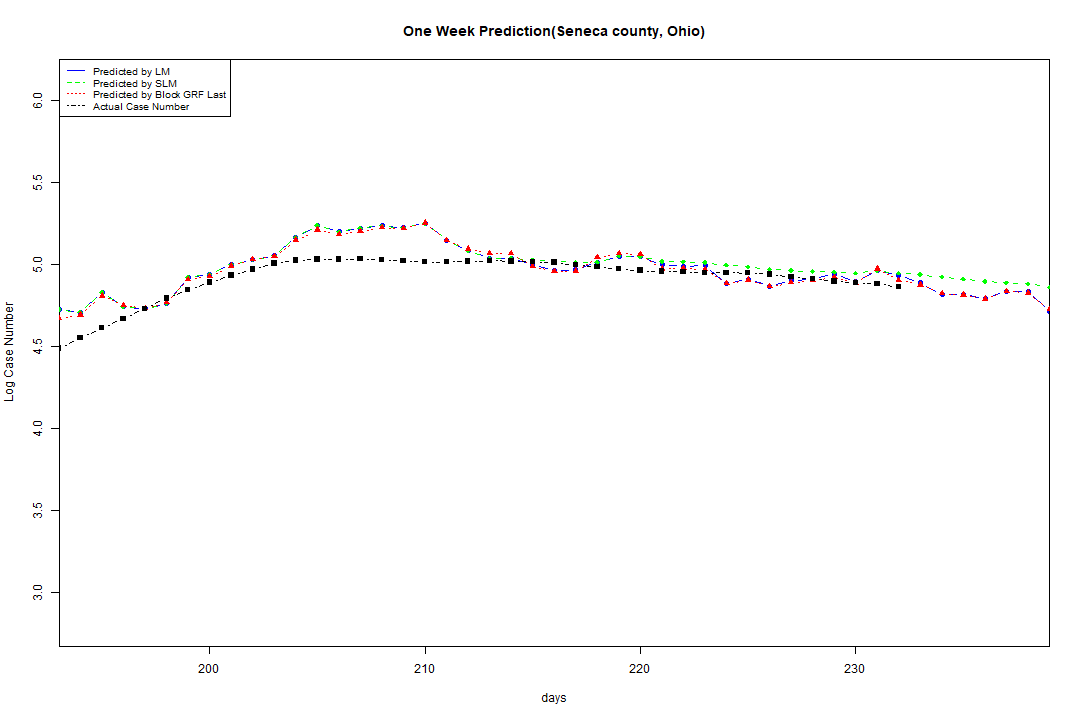 One Week Prediction(Seneca county, Ohio)
Predicted by LM
Predicted by SLM
Predicted by Block GRF Last
Actual Case Number
6.0
5.5
5.0
4.5
4.0
3.5
3.0
Log Case Number
200
210
220
230
days